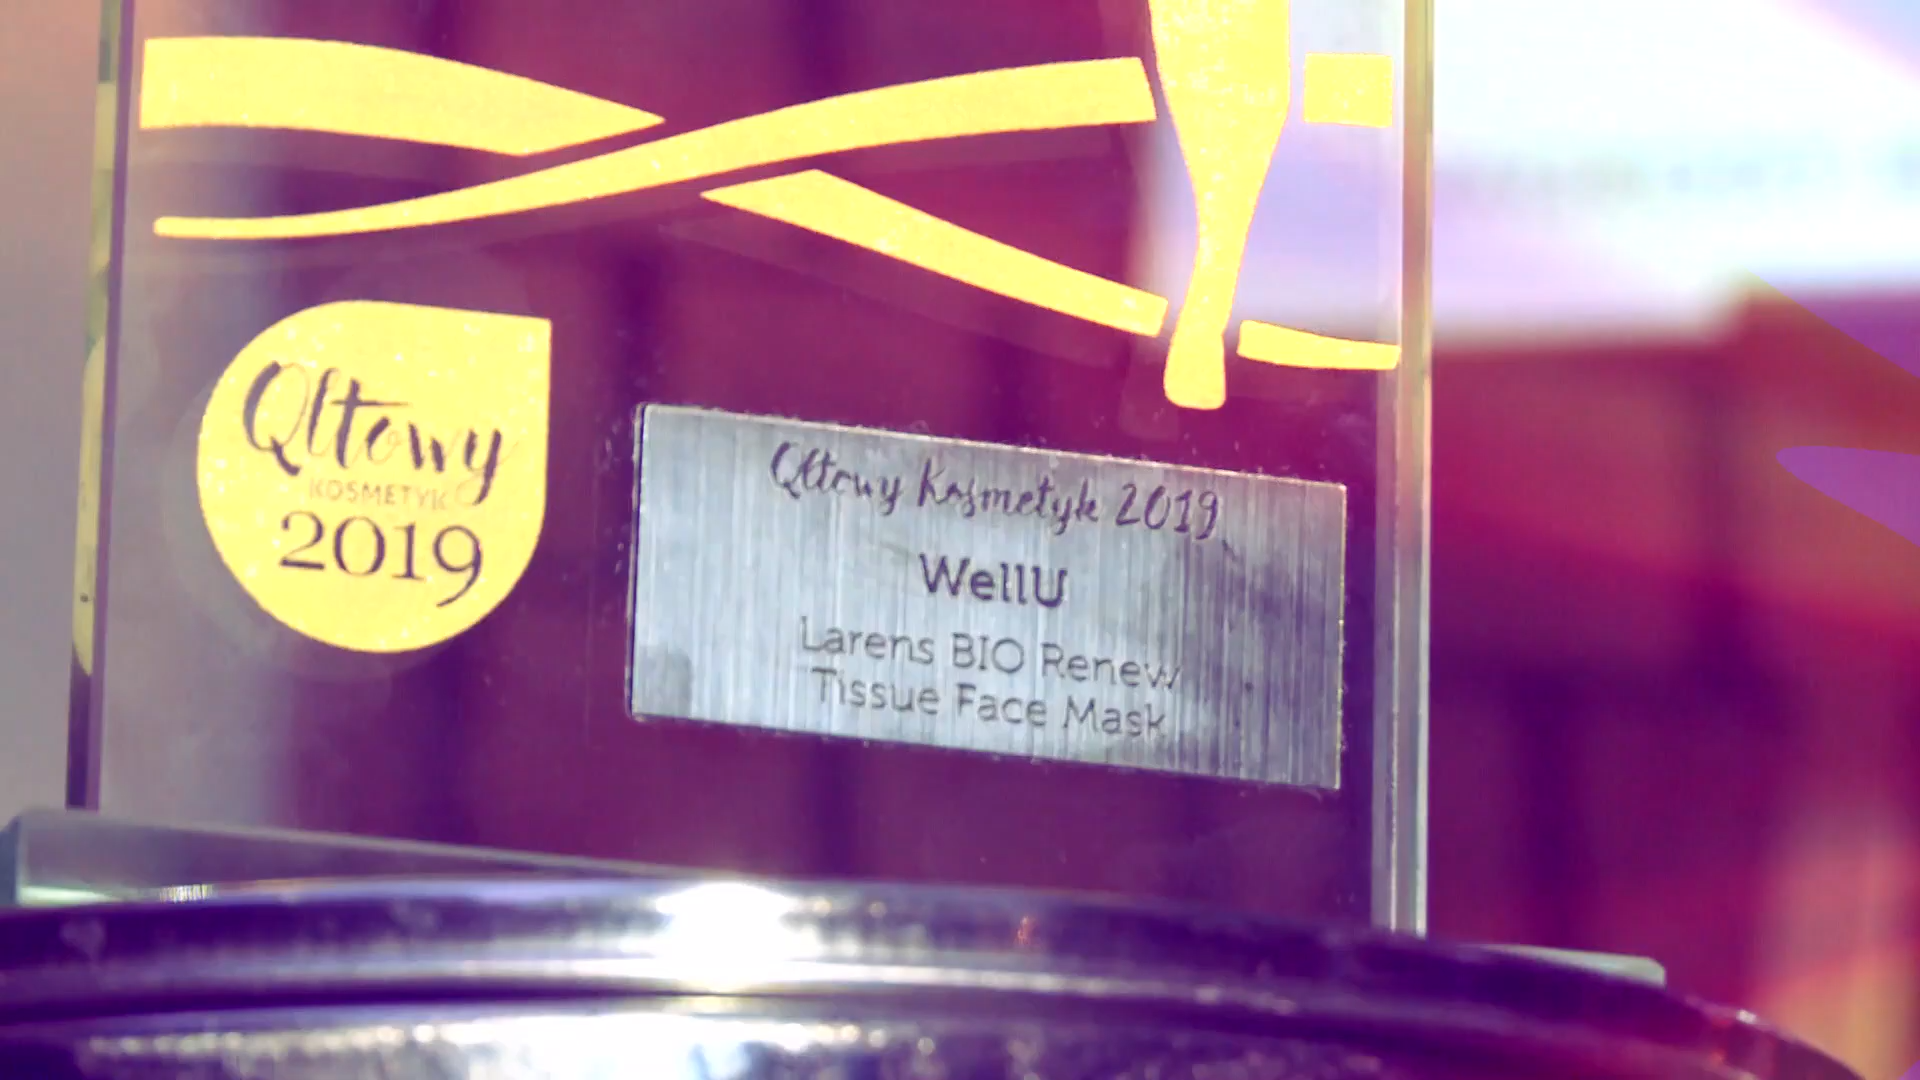 Qltowy
KOSMETYK
2019
Qltowy Kosmetyk 2019
WellU
Larens BIO Renew
Tissue Face Mask